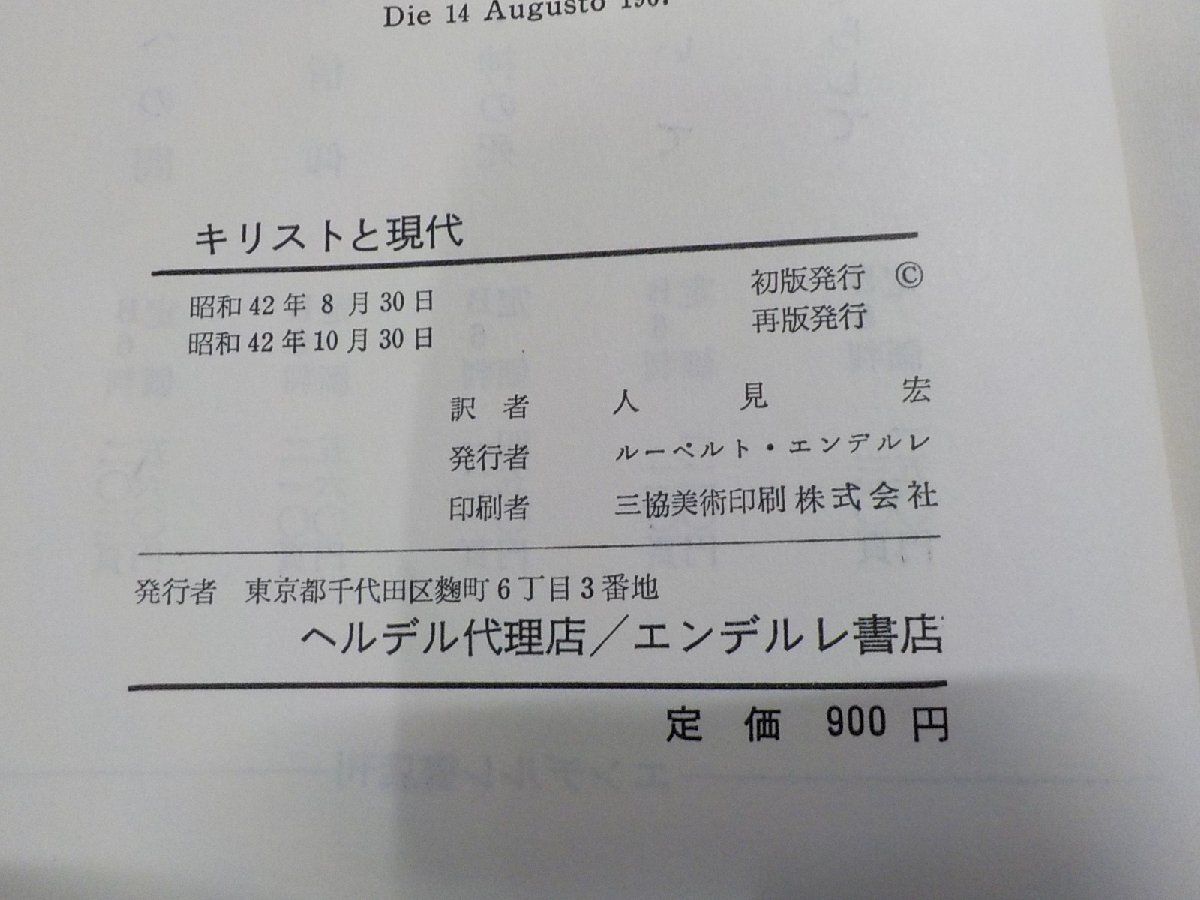 Die 14 Augusto
キリストと現代
昭和42年 8 月30日 初版発行 ©
昭和42年10月30日 再版発行
訳者 人見宏
発行者 ルーペルト・エンデルレ
印刷者 三協美術印刷株式会社
発行者 東京都千代田区麴町6丁目3番地
ヘルデル代理店/エンデルレ書店
定価 900 円